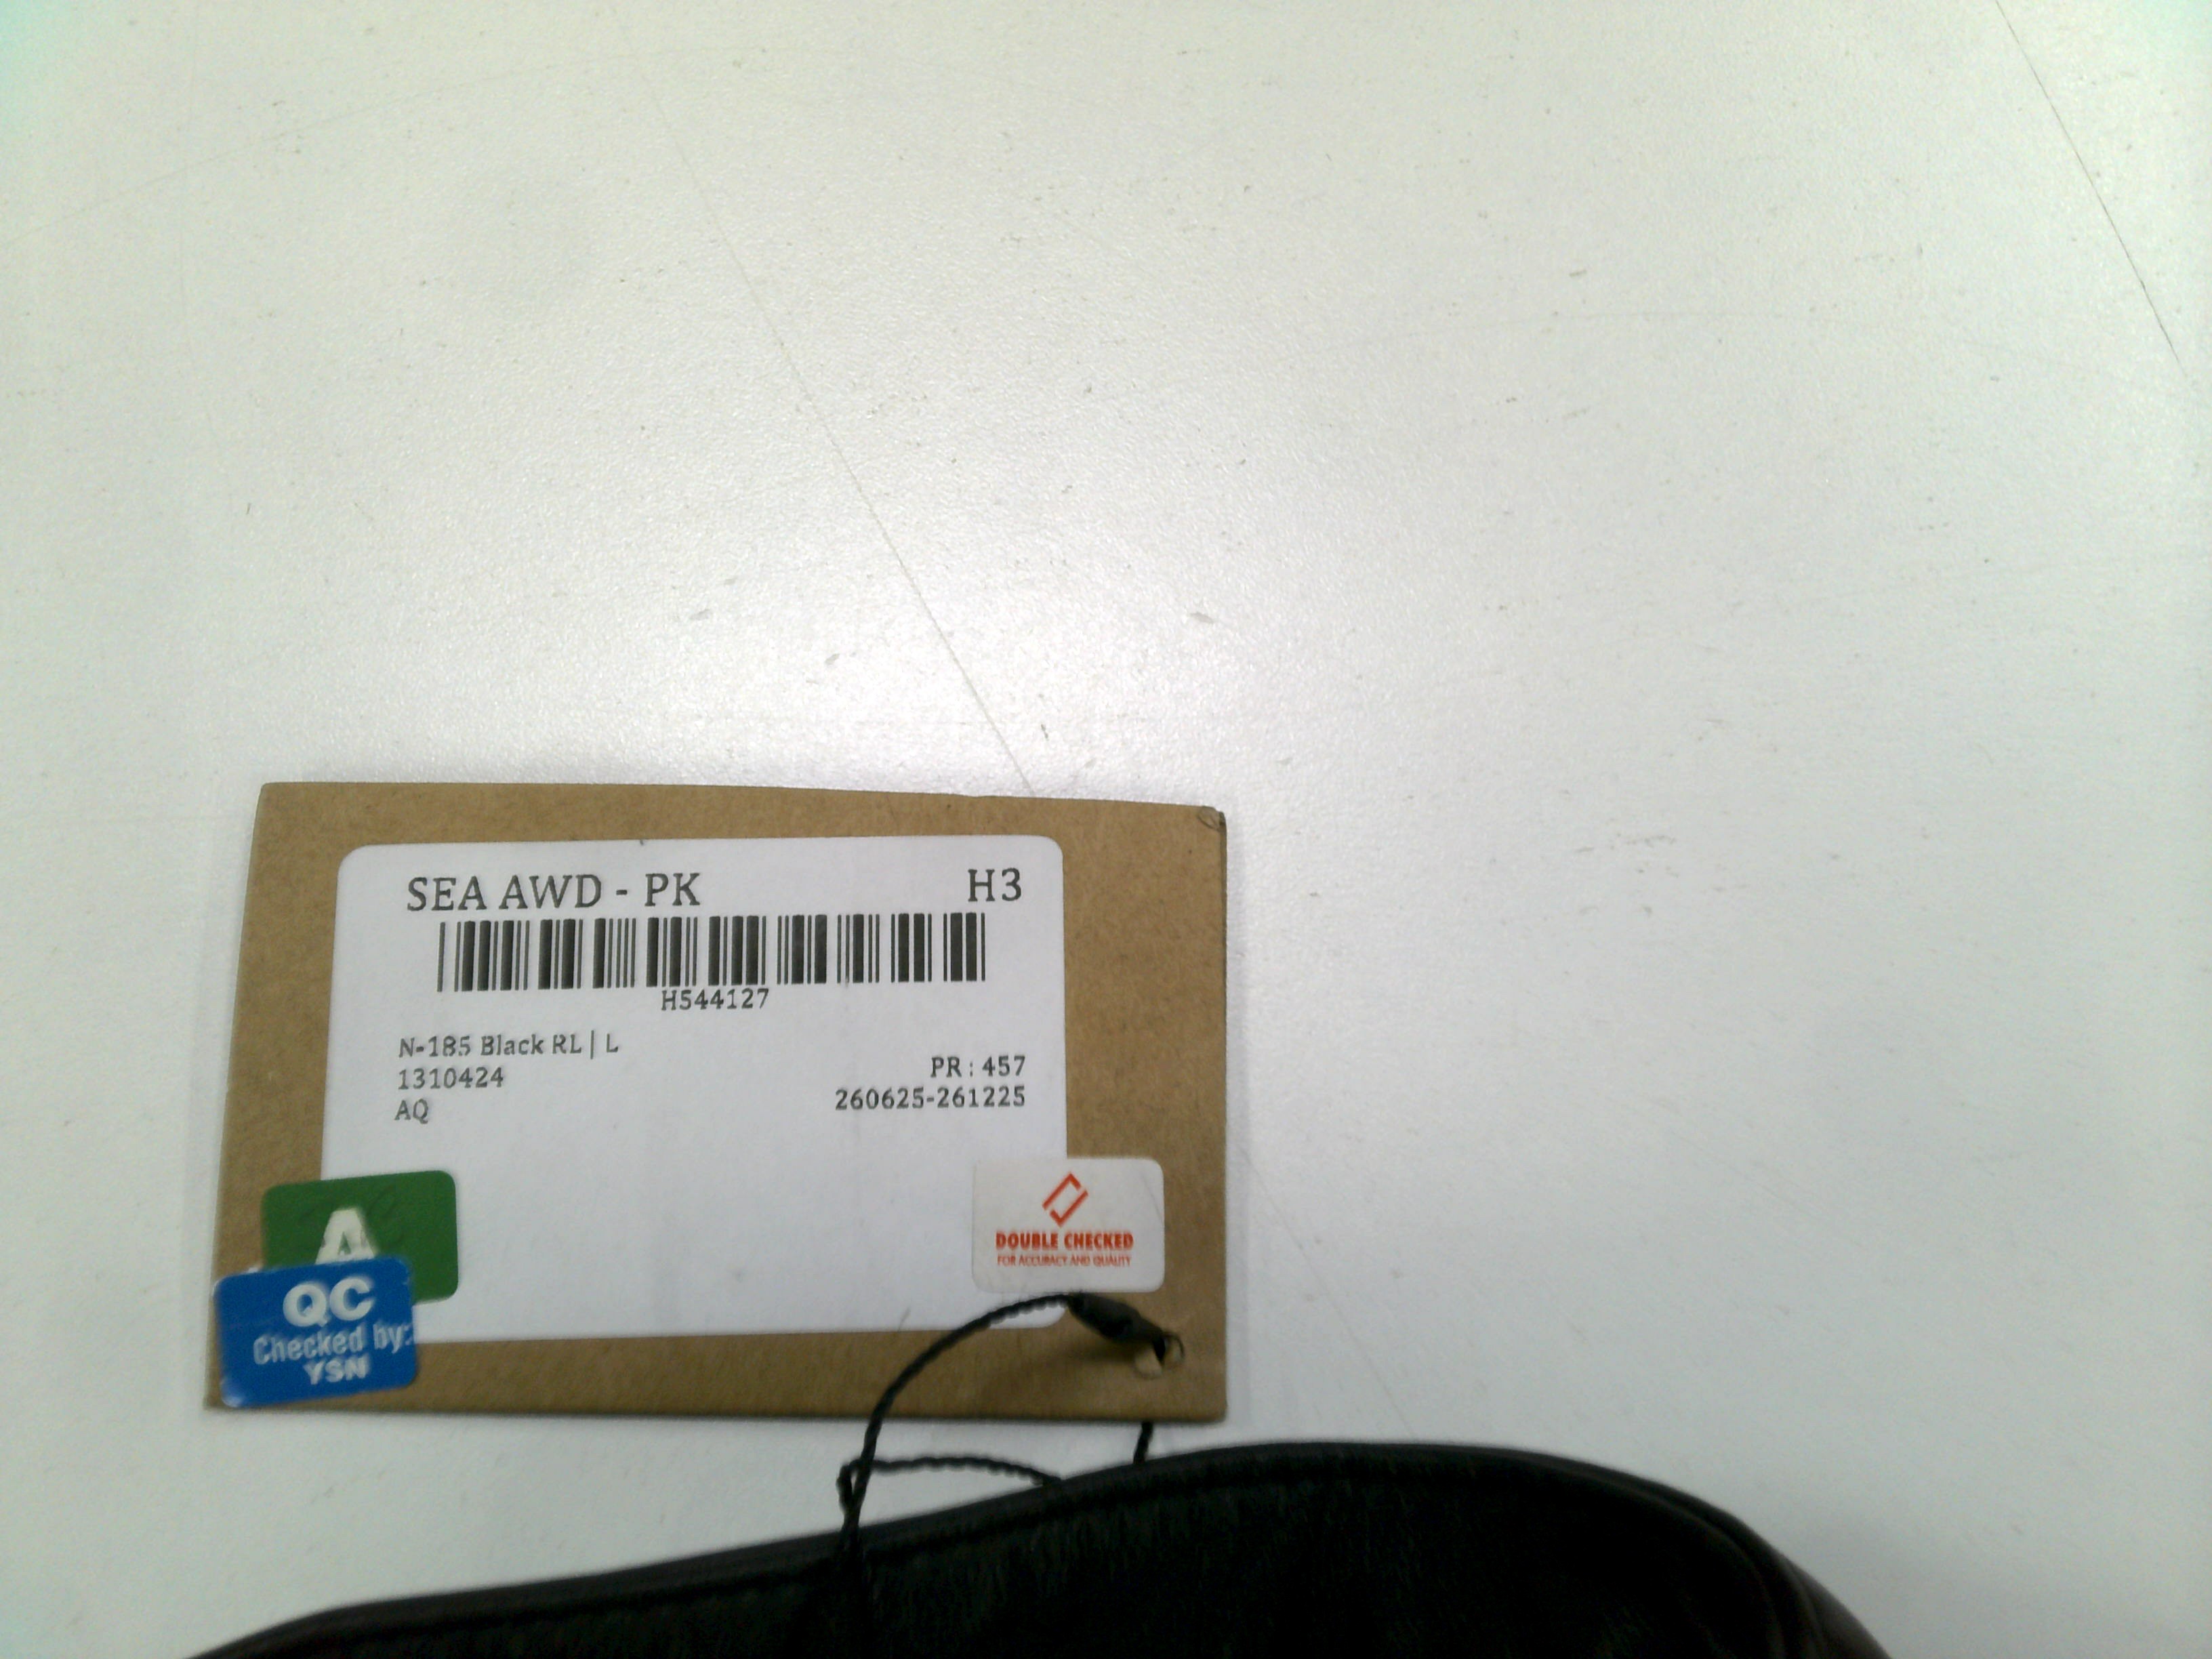 SEA AWD - PK H3
H544127
N-185 Black RL | L
1310424
PR : 457
AQ
260625-261225
A
QC
Checked by:
YSN
DOUBLE CHECKED
FOR ACCURACY AND QUALITY